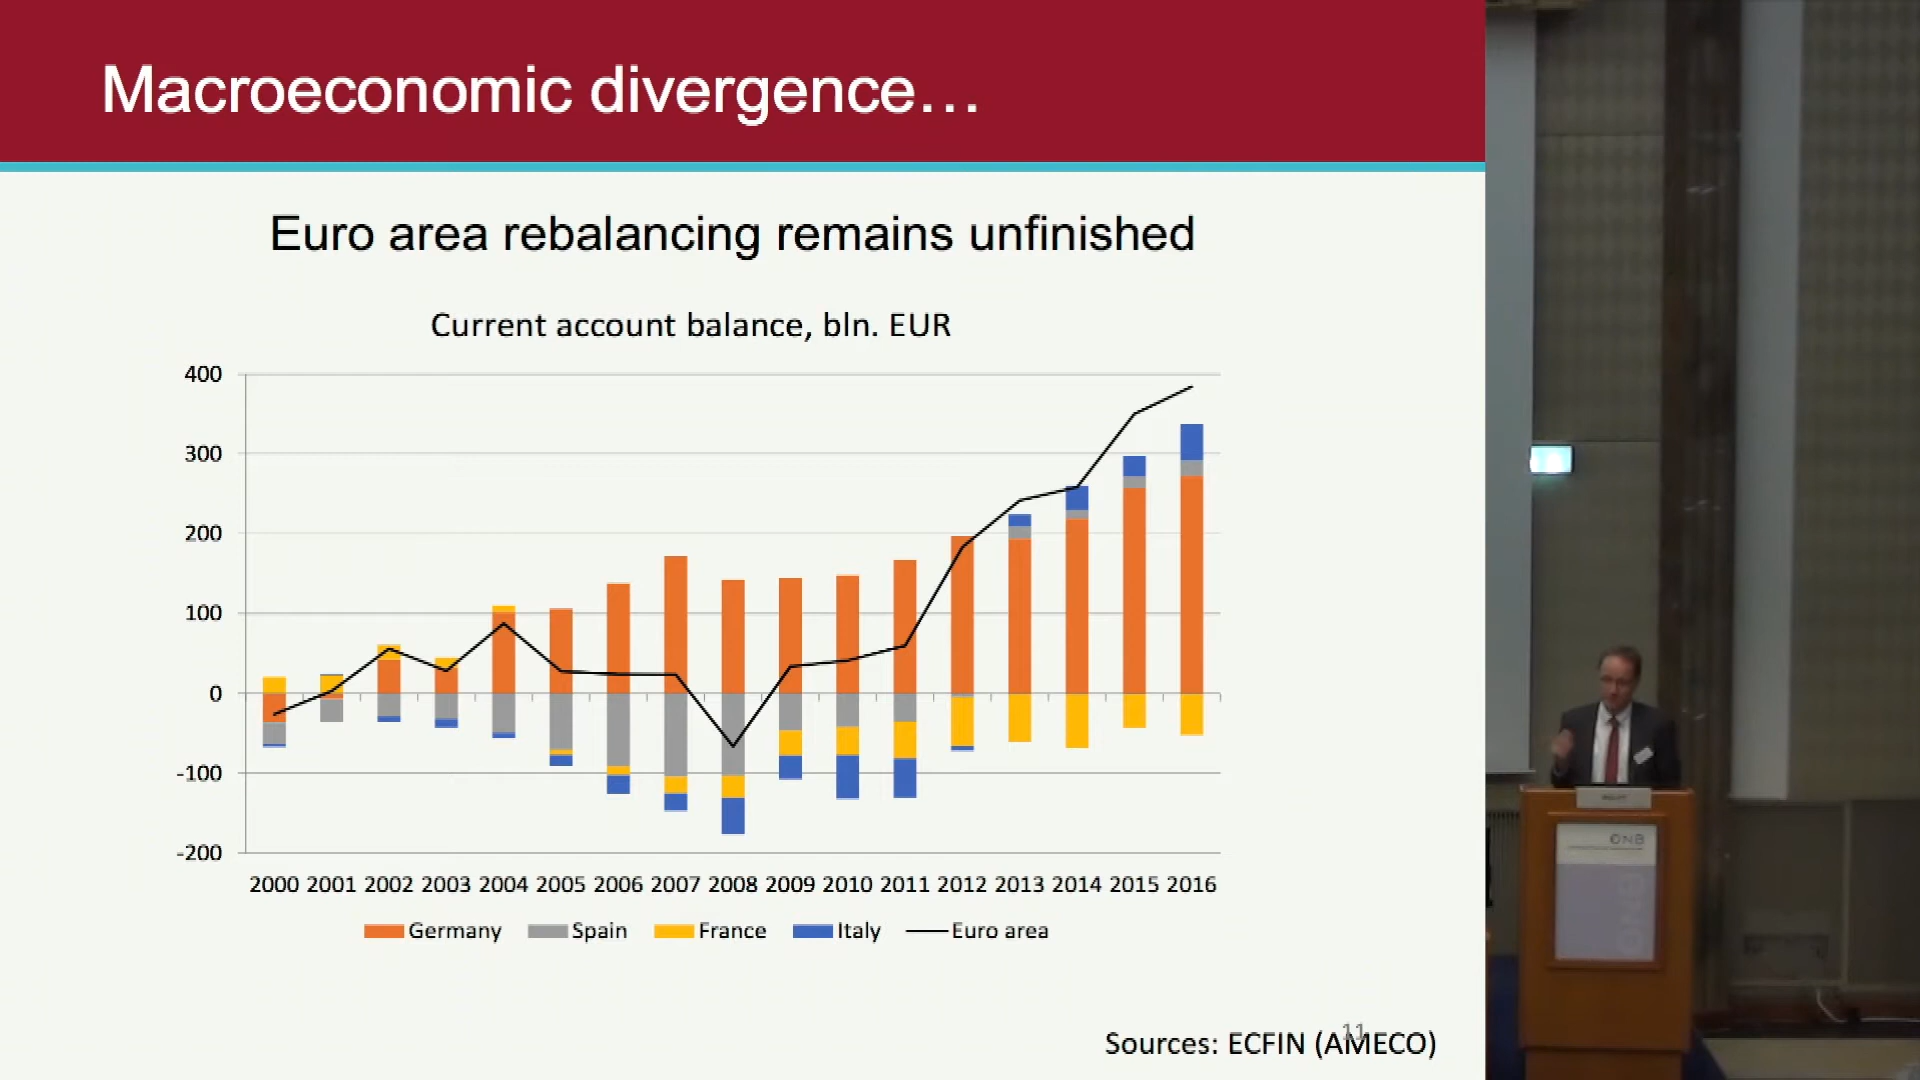 Macroeconomic divergence…
Euro area rebalancing remains unfinished
Current account balance, bln. EUR
400
300
200
100
0
-100
-200
2000 2001 2002 2003 2004 2005 2006 2007 2008 2009 2010 2011 2012 2013 2014 2015 2016
Germany Spain France Italy Euro area
11
Sources: ECFIN (AMECO)